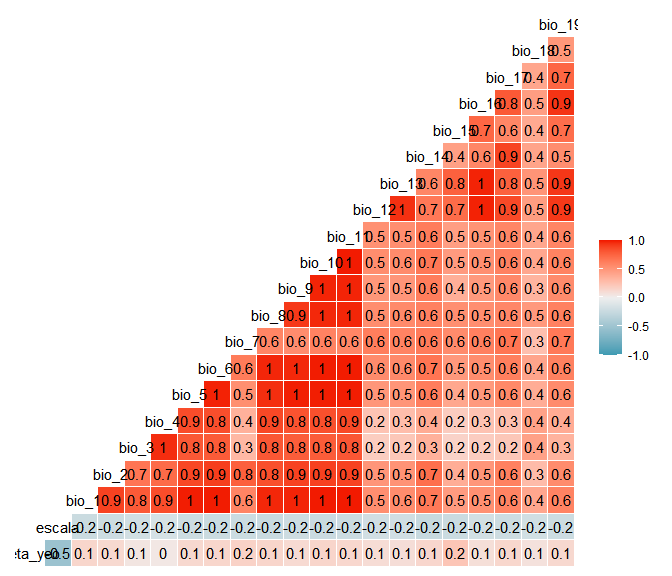 bio_19
bio_18 0.5
bio_17 0.4 0.7
bio_16 0.8 0.5 0.9
bio_15 0.7 0.6 0.4 0.7
bio_14 0.4 0.6 0.9 0.4 0.5
bio_13 0.6 0.8 1 0.8 0.5 0.9
bio_12 1 0.7 0.7 1 0.9 0.5 0.9
bio_11 0.5 0.5 0.6 0.5 0.5 0.6 0.4 0.6
bio_10 1 0.5 0.6 0.7 0.5 0.5 0.6 0.4 0.6
bio_9 1 1 0.5 0.5 0.6 0.4 0.5 0.6 0.3 0.6
bio_8 0.9 1 1 0.5 0.6 0.6 0.5 0.6 0.6 0.5 0.6
bio_7 0.6 0.6 0.6 0.6 0.6 0.6 0.6 0.6 0.6 0.7 0.3 0.7
bio_6 0.6 1 1 1 1 0.6 0.6 0.7 0.5 0.5 0.6 0.4 0.6
bio_5 1 0.5 1 1 1 1 0.5 0.5 0.6 0.4 0.5 0.5 0.4 0.6
bio_4 0.9 0.8 0.4 0.9 0.8 0.8 0.9 0.2 0.3 0.4 0.2 0.3 0.3 0.4 0.4
bio_3 1 0.8 0.8 0.3 0.8 0.8 0.8 0.8 0.2 0.2 0.3 0.2 0.2 0.2 0.4 0.3
bio_2 0.7 0.7 0.9 0.9 0.8 0.8 0.9 0.9 0.9 0.5 0.5 0.7 0.4 0.5 0.6 0.3 0.6
bio_1 0.9 0.8 0.9 1 1 0.6 1 1 1 1 0.5 0.6 0.7 0.5 0.5 0.6 0.4 0.6
escala -0.2 -0.2 -0.2 -0.2 -0.2 -0.2 -0.2 -0.2 -0.2 -0.2 -0.2 -0.2 -0.2 -0.2 -0.2 -0.2 -0.2 -0.2 -0.2
-0.5 0.1 0.1 0.1 0 0.1 0.1 0.2 0.1 0.1 0.1 0.1 0.1 0.1 0.1 0.2 0.1 0.1 0.1 0.1
1.0
0.5
0.0
-0.5
-1.0